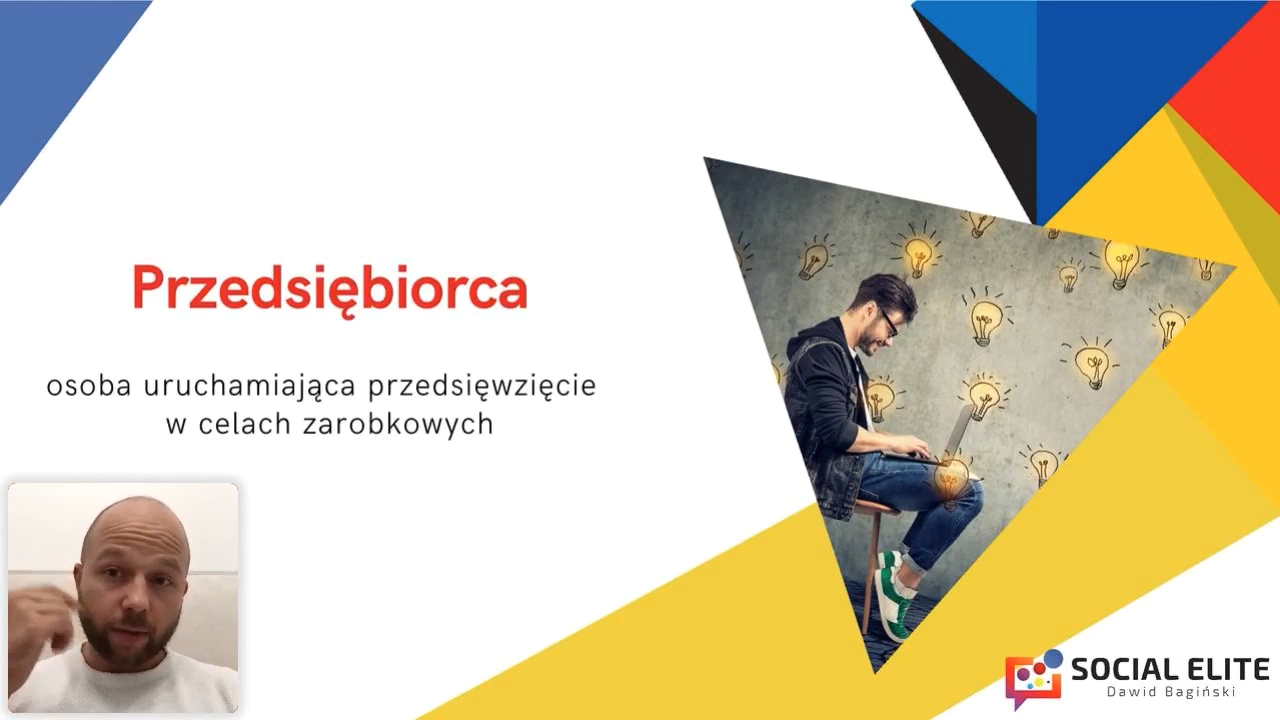 Przedsiębiorca
osoba uruchamiająca przedsięwzięcie
w celach zarobkowych
SOCIAL ELITE
Dawid Bagiński